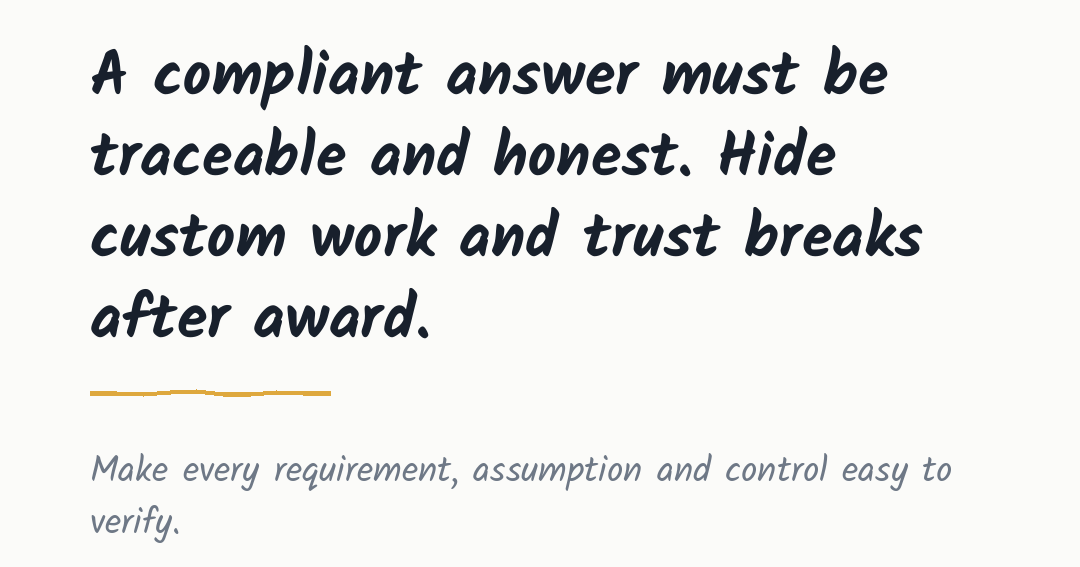 A compliant answer must be
traceable and honest. Hide
custom work and trust breaks
after award.
Make every requirement, assumption and control easy to
verify.